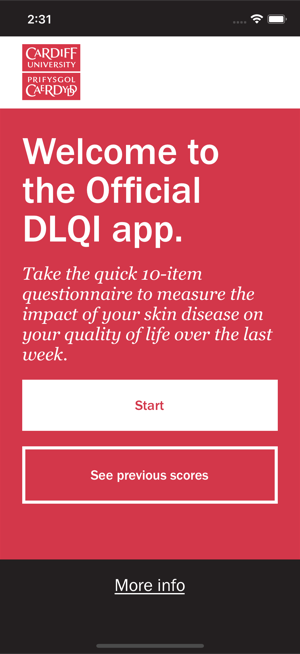 2:31
CARDIFF
UNIVERSITY
PRIFYSGOL
CAERDYDD
Welcome to
the Official
DLQI app.
Take the quick 10-item
questionnaire to measure the
impact of your skin disease on
your quality of life over the last
week.
Start
See previous scores
More info